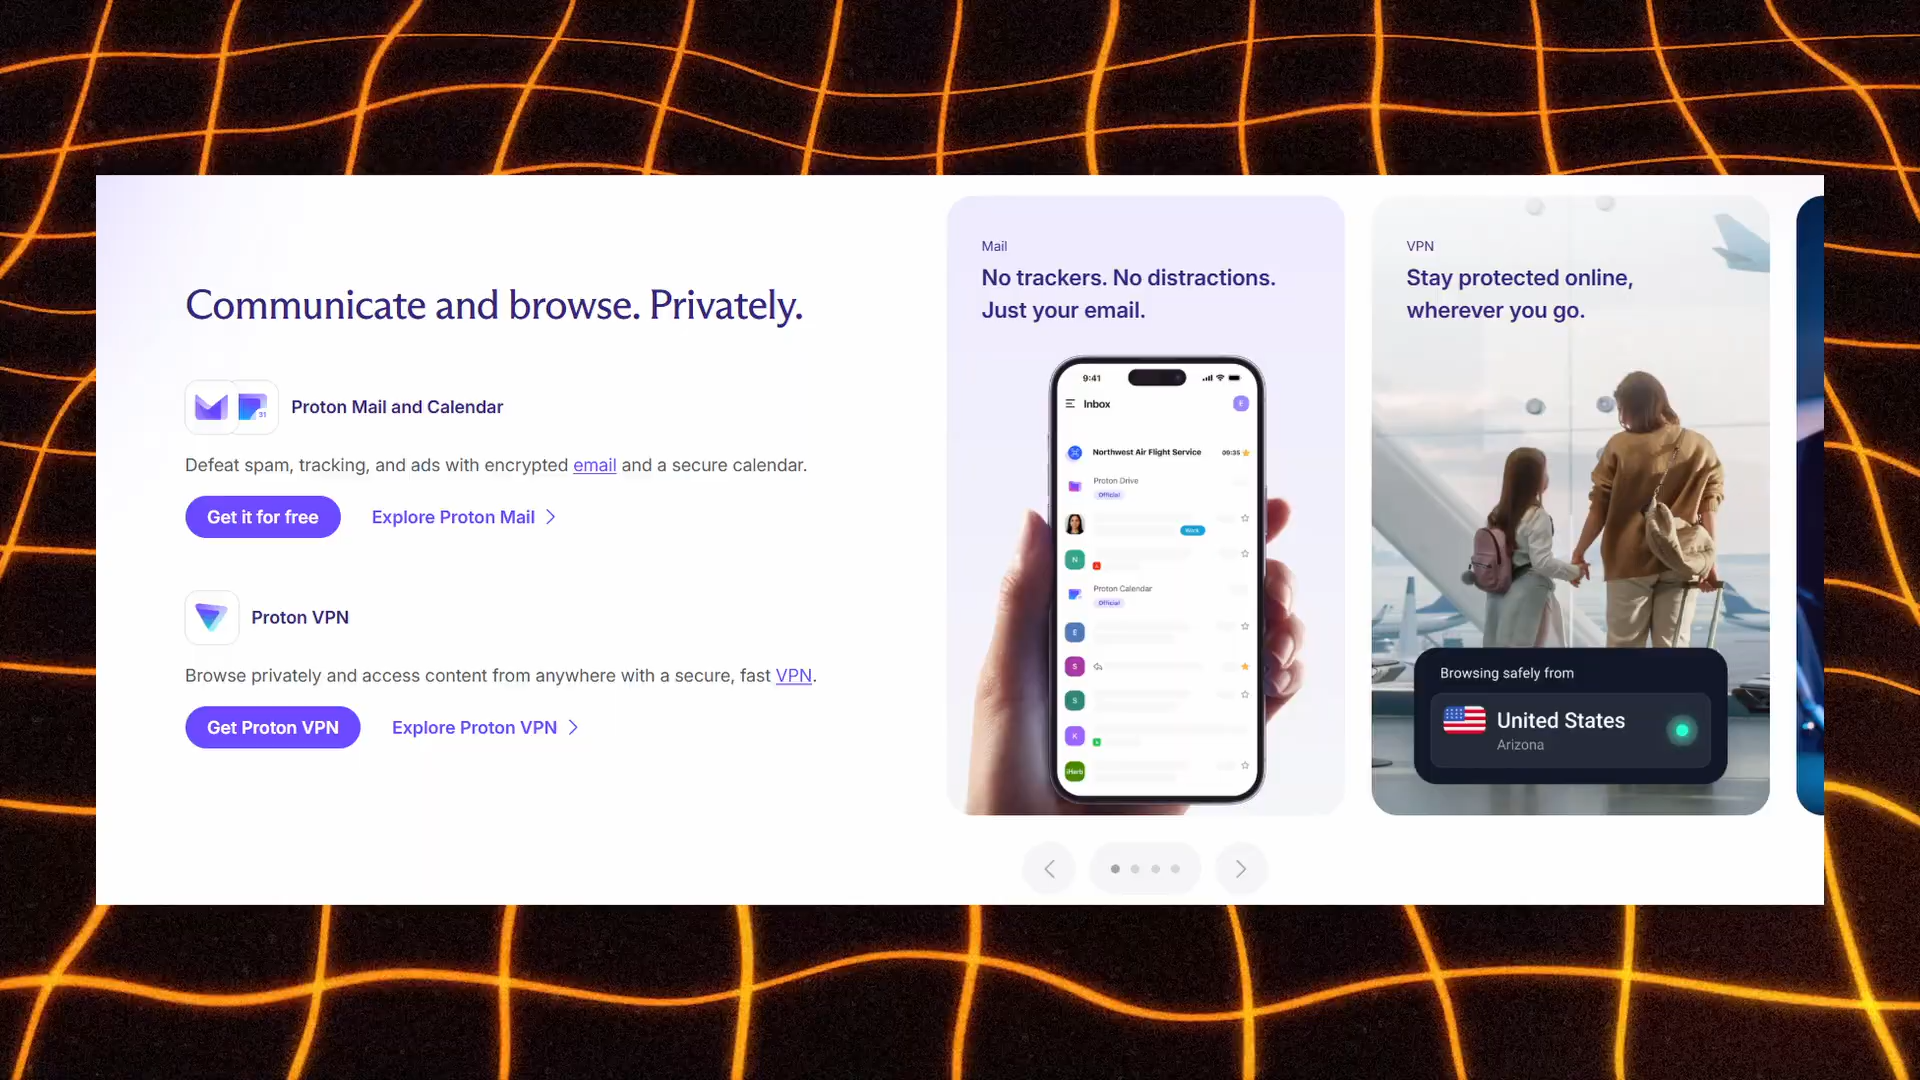 Communicate and browse. Privately.
31
Proton Mail and Calendar
Defeat spam, tracking, and ads with encrypted email and a secure calendar.
Get it for free
Explore Proton Mail
Proton VPN
Browse privately and access content from anywhere with a secure, fast VPN.
Get Proton VPN
Explore Proton VPN
Mail
No trackers. No distractions.
Just your email.
9:41
Inbox
E
Northwest Air Flight Service
09:35
Proton Drive
Official
Work
N
Proton Calendar
Official
E
S
S
K
iHerb
VPN
Stay protected online,
wherever you go.
Browsing safely from
United States
Arizona